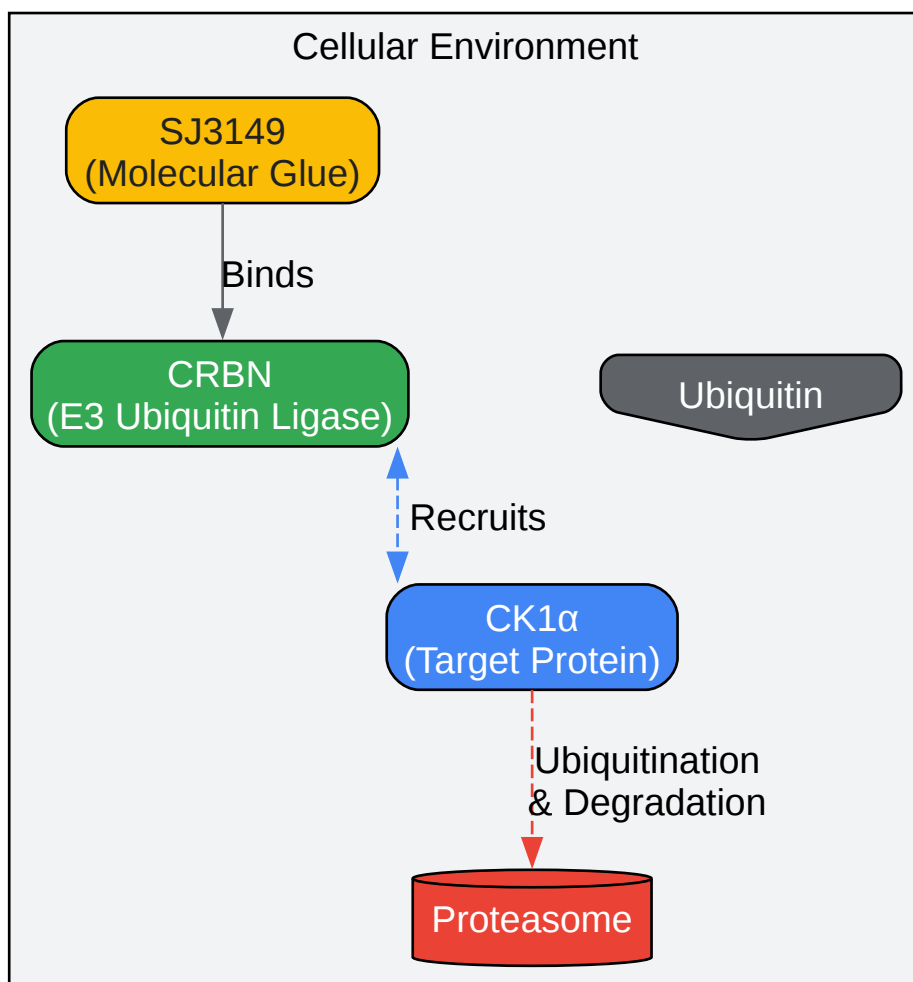 Cellular Environment
SJ3149
(Molecular Glue)
Binds
CRBN
(E3 Ubiquitin Ligase)
Ubiquitin
Recruits
CK1α
(Target Protein)
Ubiquitination
& Degradation
Proteasome